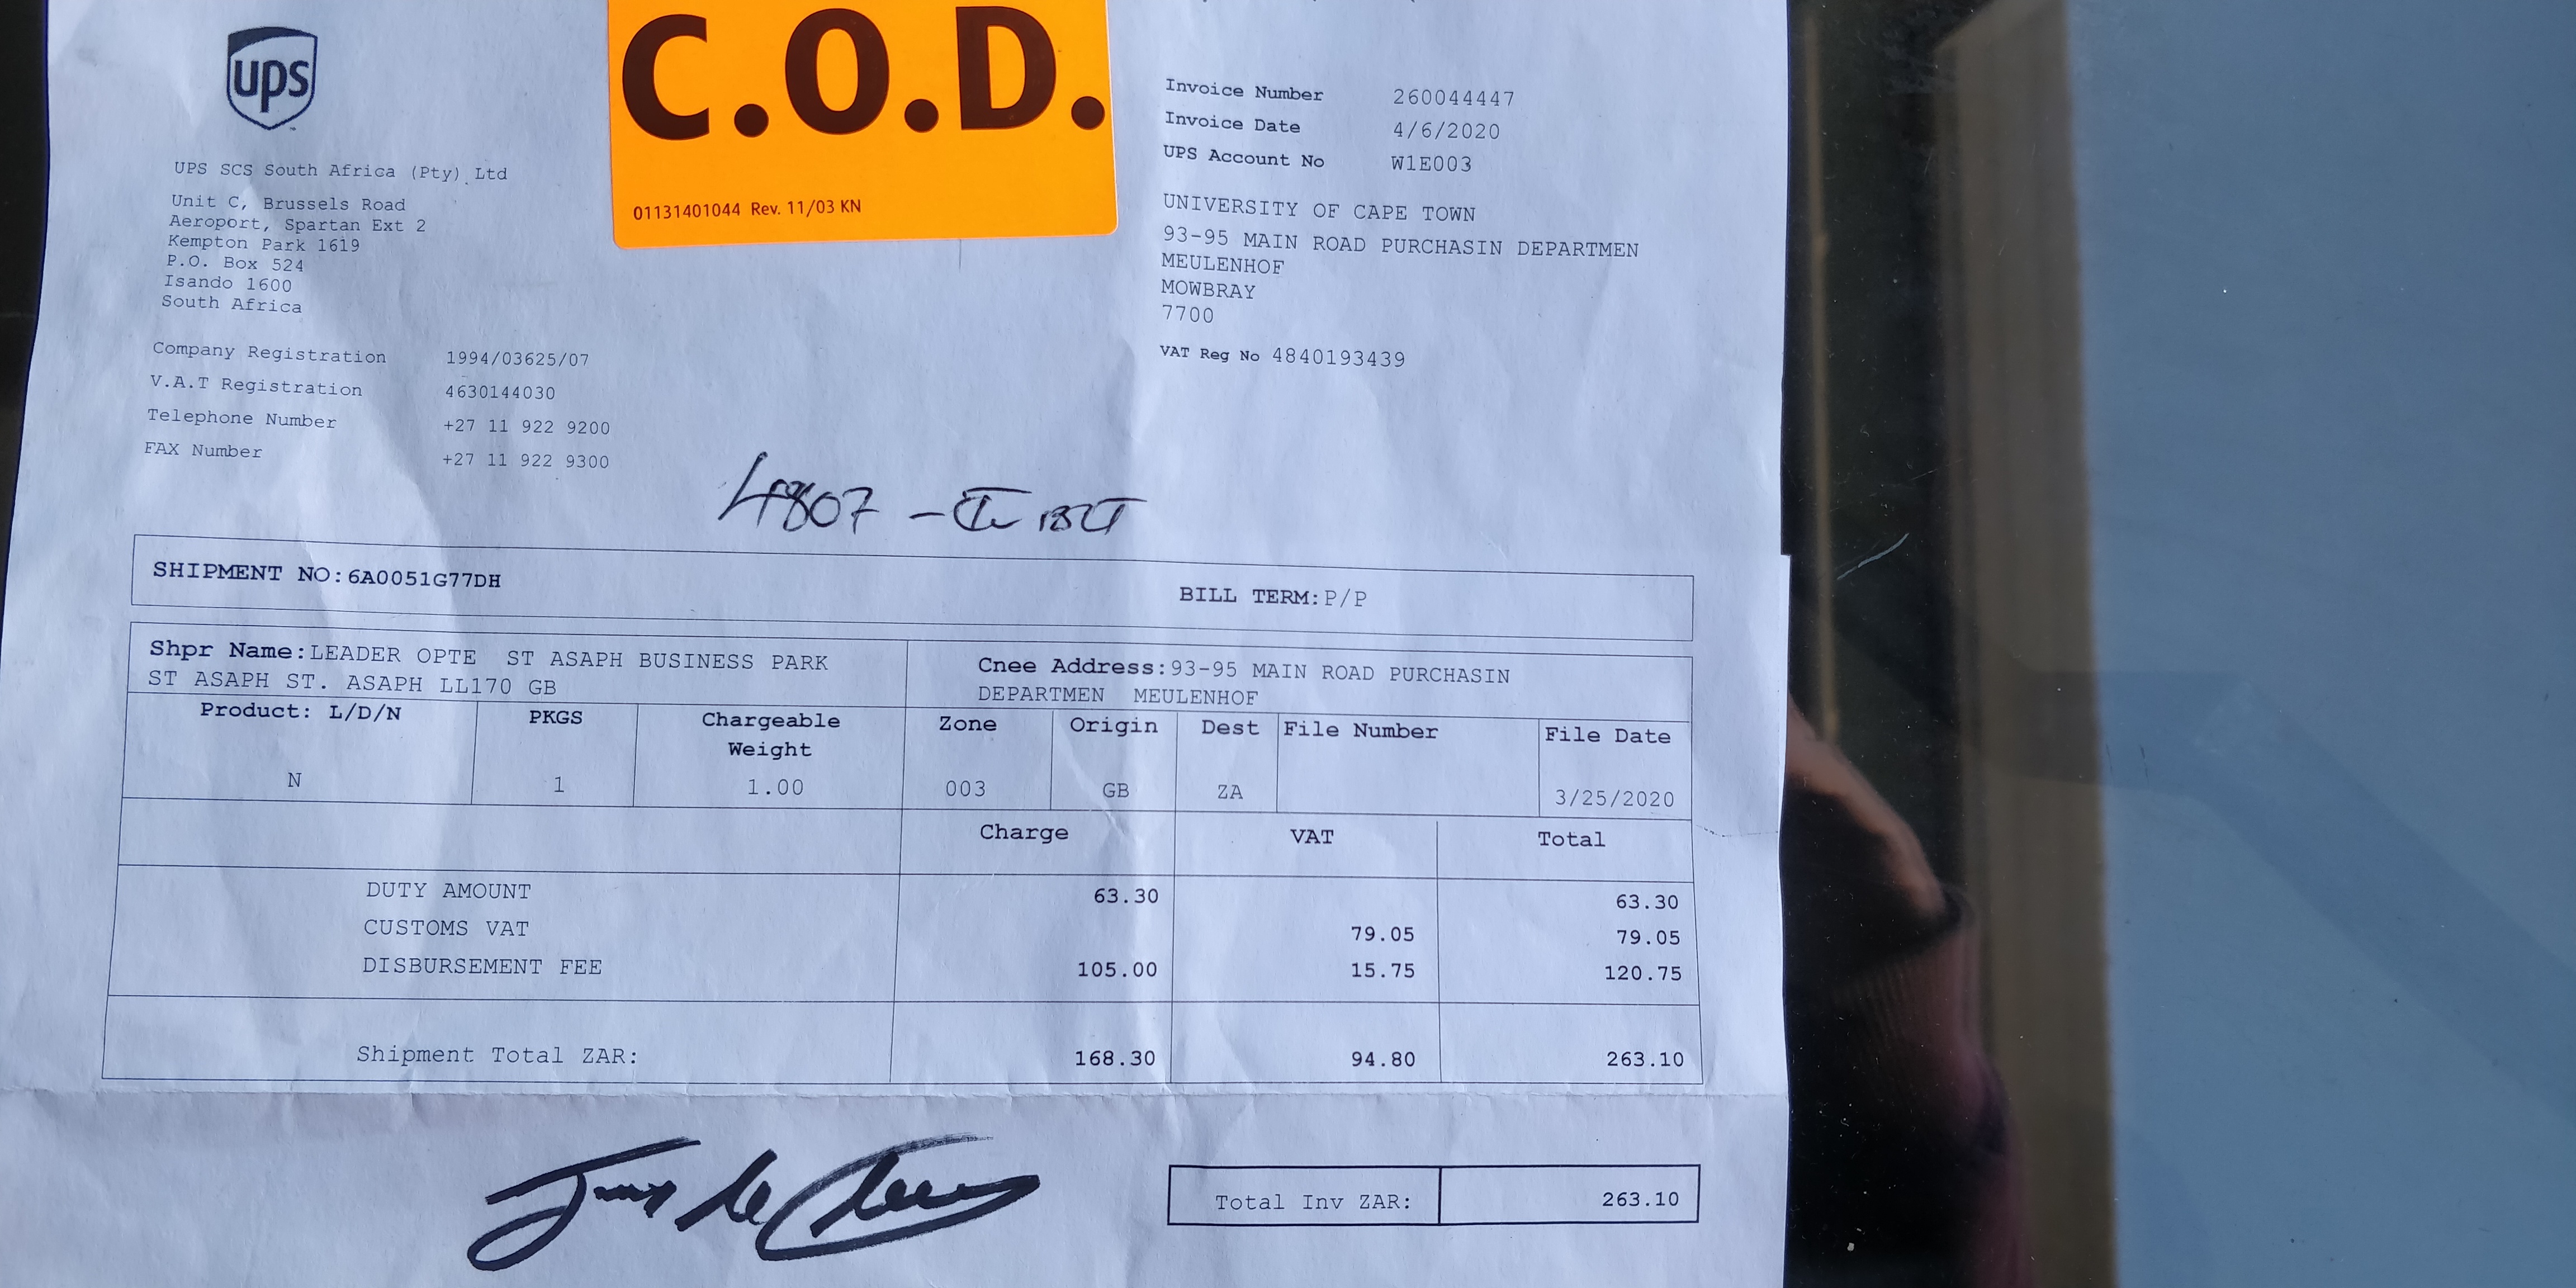 ups
C.O.D.
01131401044 Rev. 11/03 KN
UPS SCS South Africa (Pty) Ltd
Unit C, Brussels Road
Aeroport, Spartan Ext 2
Kempton Park 1619
P.O. Box 524
Isando 1600
South Africa
Company Registration 1994/03625/07
V.A.T Registration 4630144030
Telephone Number +27 11 922 9200
FAX Number +27 11 922 9300
Invoice Number 260044447
Invoice Date 4/6/2020
UPS Account No W1E003
UNIVERSITY OF CAPE TOWN
93-95 MAIN ROAD PURCHASIN DEPARTMEN
MEULENHOF
MOWBRAY
7700
VAT Reg No 4840193439
4807 -
SHIPMENT NO:6A0051G77DH BILL TERM:P/P
Shpr Name:LEADER OPTE ST ASAPH BUSINESS PARK
ST ASAPH ST. ASAPH LL170 GB
Cnee Address:93-95 MAIN ROAD PURCHASIN
DEPARTMEN MEULENHOF
Product: L/D/N PKGS Chargeable Weight Zone Origin Dest File Number File Date
N 1 1.00 003 GB ZA 3/25/2020
Charge VAT Total
DUTY AMOUNT 63.30 63.30
CUSTOMS VAT 79.05 79.05
DISBURSEMENT FEE 105.00 15.75 120.75
Shipment Total ZAR: 168.30 94.80 263.10
Total Inv ZAR: 263.10